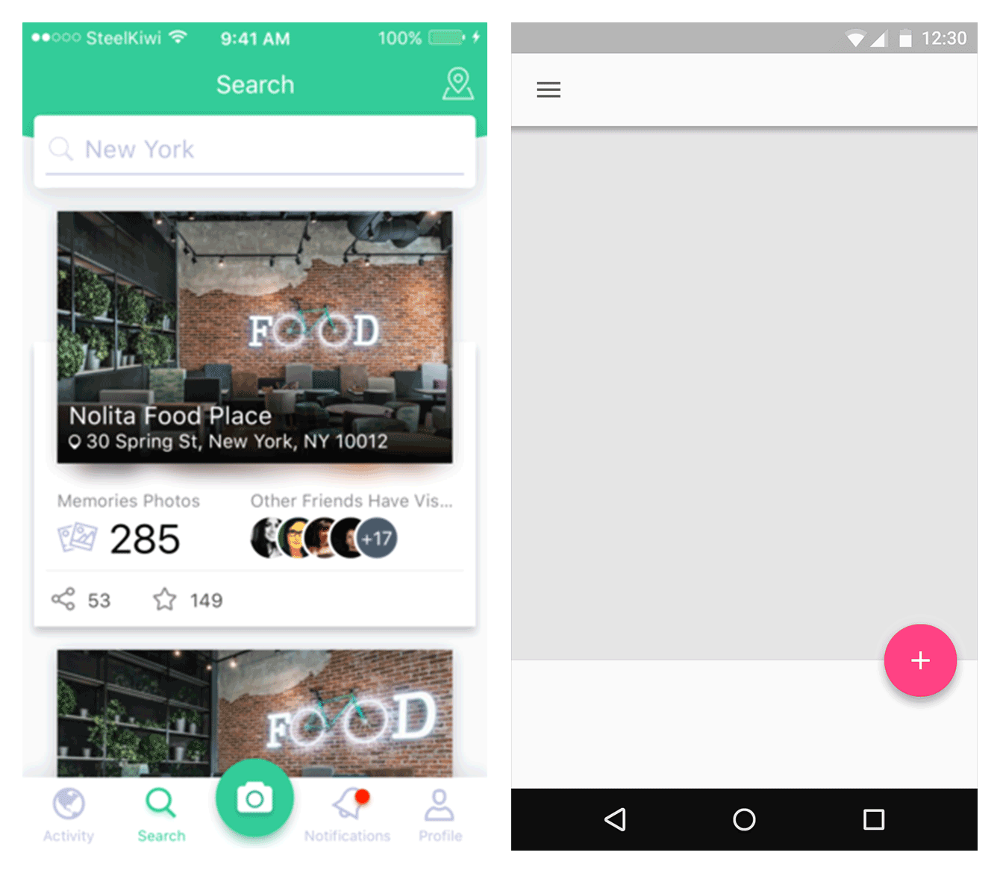 SteelKiwi 9:41 AM 100%
Search
New York
FOOD
Nolita Food Place
30 Spring St, New York, NY 10012
Memories Photos Other Friends Have Vis...
285 +17
53 149
FOOD
Activity Search Notifications Profile
12:30